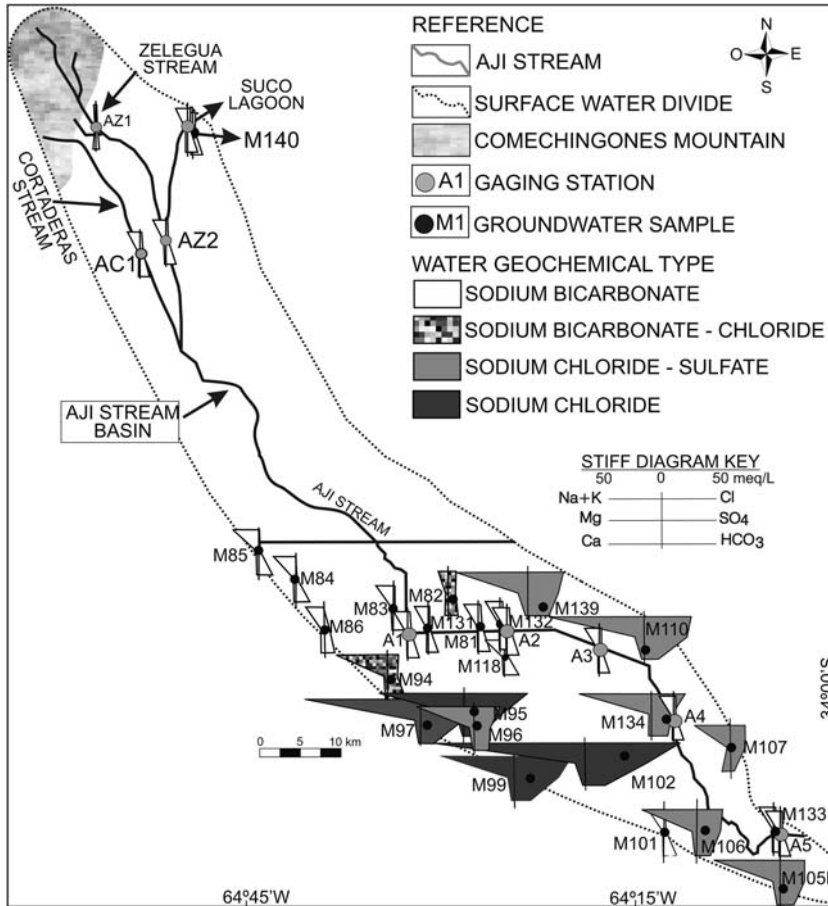 REFERENCE
AJI STREAM
SURFACE WATER DIVIDE
COMECHINGONES MOUNTAIN
A1 GAGING STATION
M1 GROUNDWATER SAMPLE
WATER GEOCHEMICAL TYPE
SODIUM BICARBONATE
SODIUM BICARBONATE - CHLORIDE
SODIUM CHLORIDE - SULFATE
SODIUM CHLORIDE
N
O E
S
ZELEGUA
STREAM
SUCO
LAGOON
AZ1
M140
CORTADERAS
STREAM
AC1
AZ2
AJI STREAM
BASIN
STIFF DIAGRAM KEY
50 0 50 meq/L
Na+K Cl
Mg SO4
Ca HCO3
AJI STREAM
M85
M84
M86
M83
M82
M139
A1
M131
M81
M132
A2
M118
M110
A3
M94
M95
M97
M96
M134
A4
M107
0 5 10 km
M99
M102
M101
M106
M133
A5
M105
34º00'S
64º45'W
64º15'W